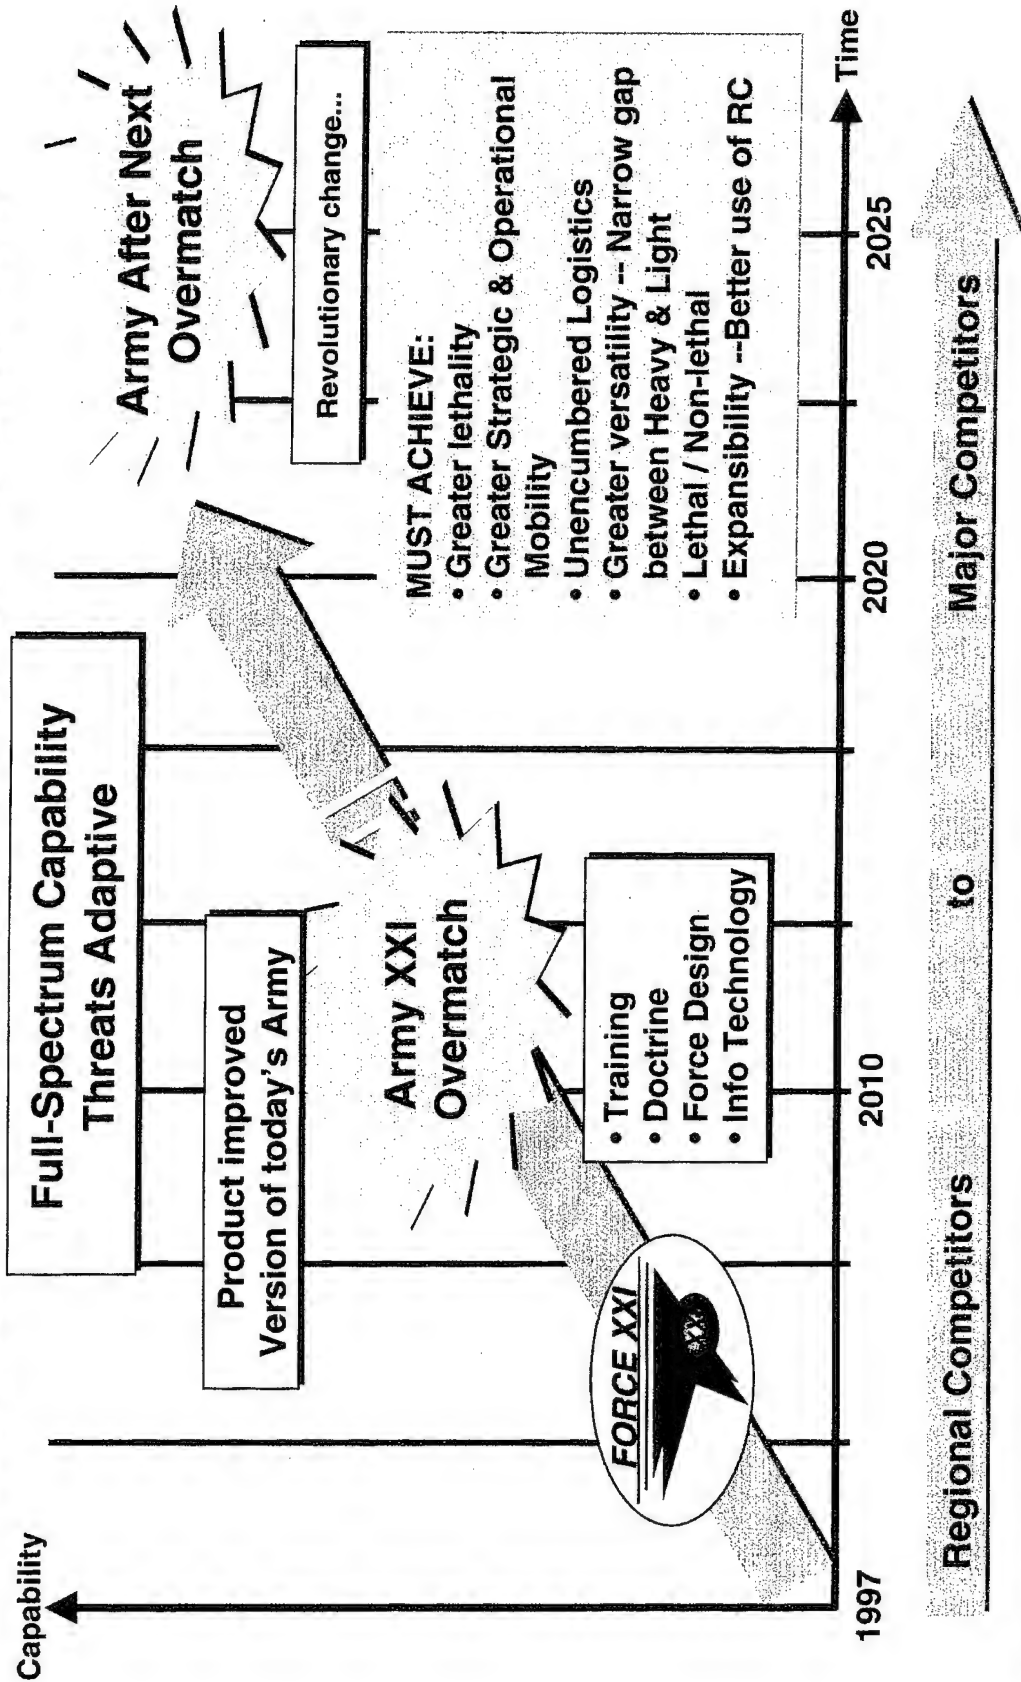 Capability
Full-Spectrum Capability
Threats Adaptive
Product improved
Version of today's Army
Army After Next
Overmatch
Revolutionary change...
Army XXI
Overmatch
MUST ACHIEVE:
• Greater lethality
• Greater Strategic & Operational
Mobility
• Unencumbered Logistics
• Greater versatility -- Narrow gap
between Heavy & Light
• Lethal / Non-lethal
• Expansibility --Better use of RC
FORCE XXI
XXI
• Training
• Doctrine
• Force Design
• Info Technology
Time
1997
2010
2020
2025
Regional Competitors to Major Competitors